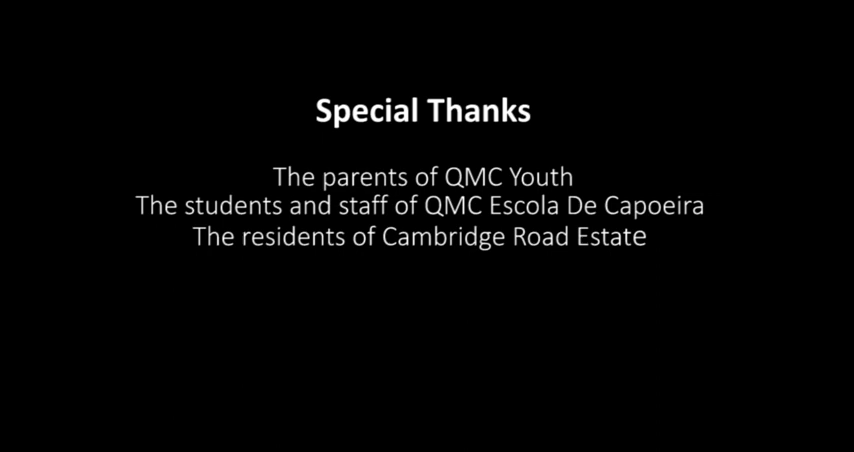 Special Thanks
The parents of QMC Youth
The students and staff of QMC Escola De Capoeira
The residents of Cambridge Road Estate